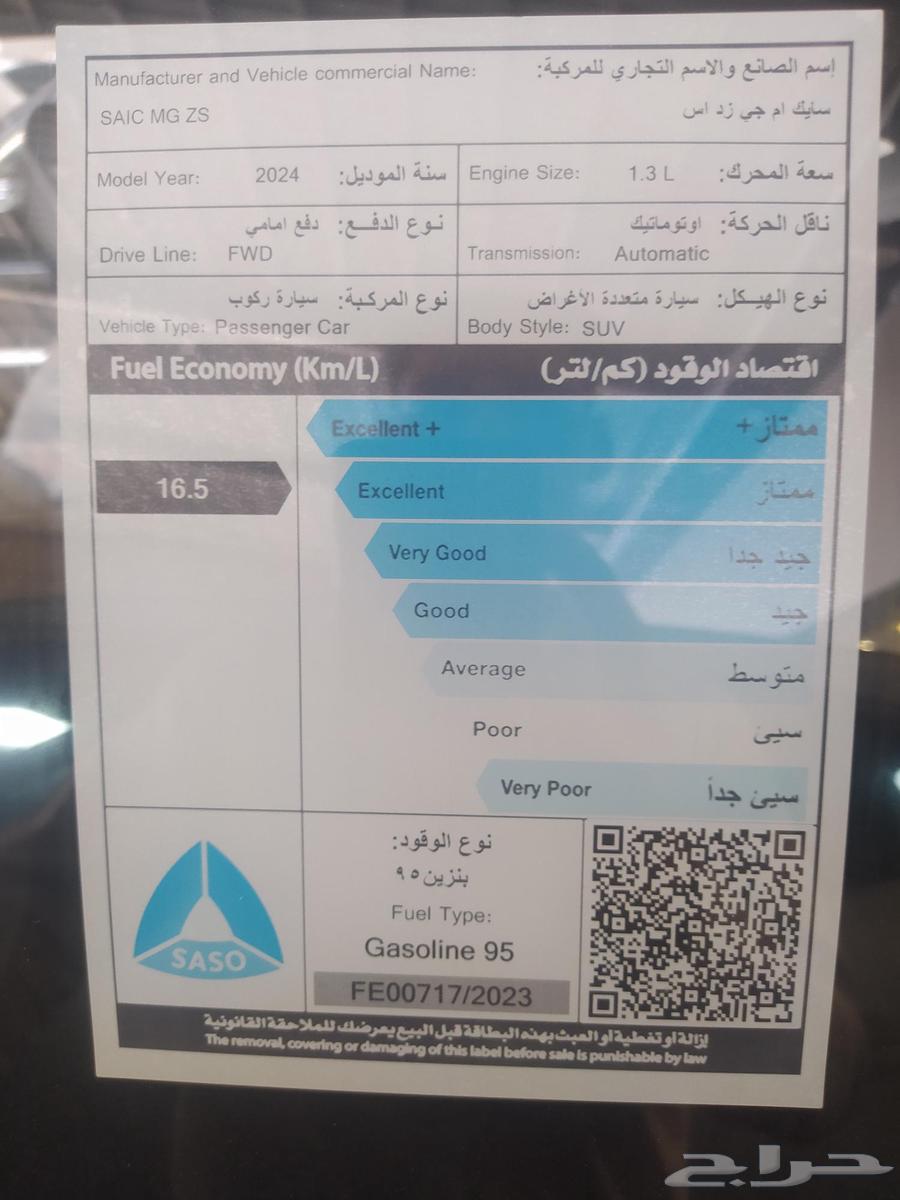 Manufacturer and Vehicle commercial Name: إسم الصانع والاسم التجاري للمركبة:
SAIC MG ZS سايك ام جي زد اس
Model Year: 2024 سنة الموديل:
Engine Size: 1.3 L سعة المحرك:
نوع الدفــع: دفع امامي
Drive Line: FWD
ناقل الحركة: اوتوماتيك
Transmission: Automatic
نوع المركبة: سيارة ركوب
Vehicle Type: Passenger Car
نوع الهيـكل: سيارة متعددة الأغراض
Body Style: SUV
Fuel Economy (Km/L) اقتصاد الوقود (كم/لتر)
Excellent + ممتاز +
16.5
Excellent ممتاز
Very Good جيد جدا
Good جيد
Average متوسط
Poor سيئ
Very Poor سيئ جداً
نوع الوقود:
بنزين ٩٥
Fuel Type:
Gasoline 95
FE00717/2023
SASO
إزالة أو تغطية أو العبث بهذه البطاقة قبل البيع يعرضك للملاحقة القانونية
The removal, covering or damaging of this label before sale is punishable by law
حراج